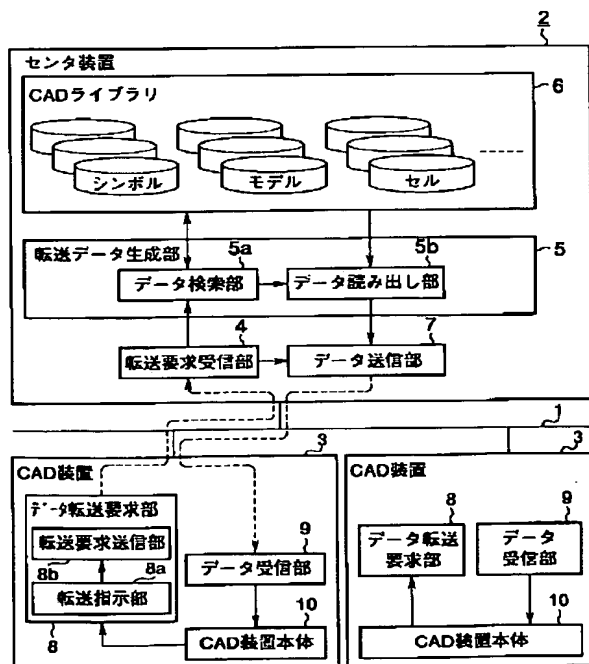 2
センタ装置
CADライブラリ
6
シンボル
モデル
セル
転送データ生成部
5a
5b
5
データ検索部
データ読み出し部
4
7
転送要求受信部
データ送信部
1
3
3
CAD装置
CAD装置
データ転送要求部
転送要求送信部
8b
8a
転送指示部
8
9
データ受信部
10
CAD装置本体
8
9
データ転送
要求部
データ
受信部
10
CAD装置本体